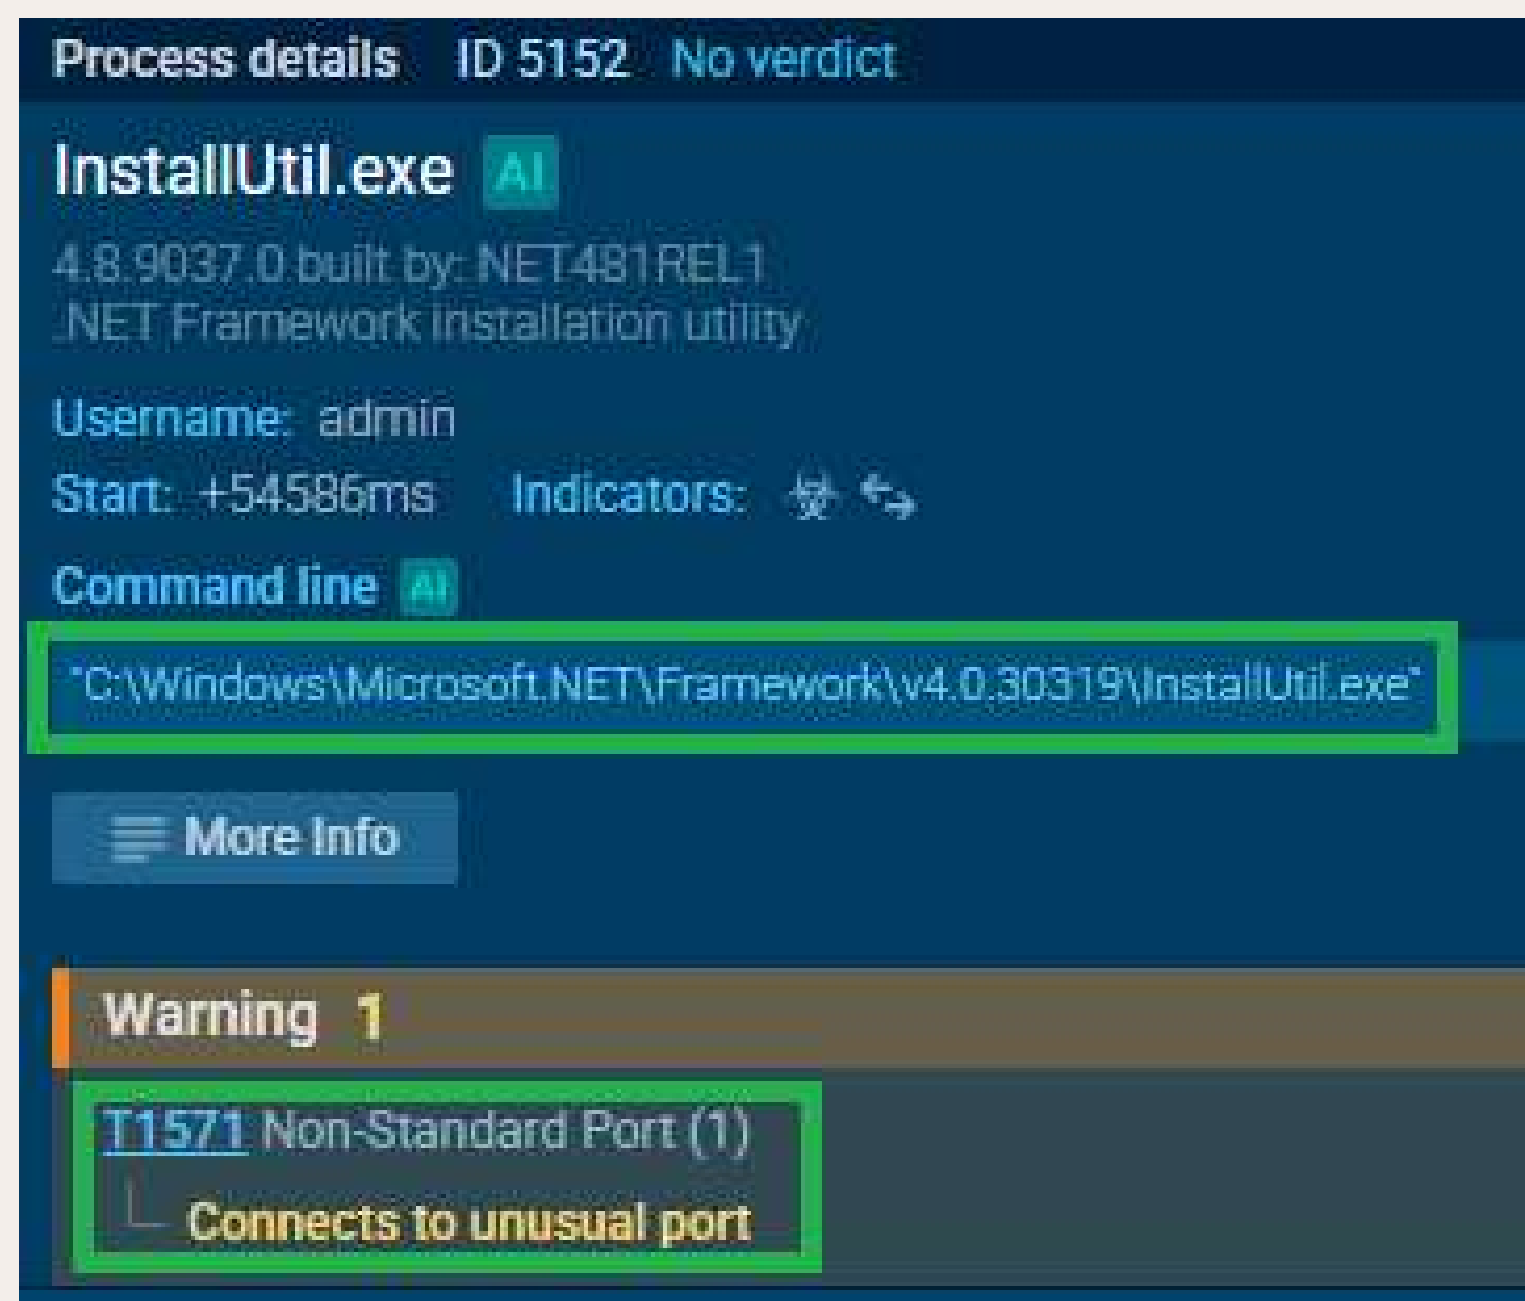 Process details ID 5152 No verdict
InstallUtil.exe AI
4.8.9037.0 built by: NET481REL1
.NET Framework installation utility
Username: admin
Start: +54586ms Indicators:
Command line AI
"C:\Windows\Microsoft.NET\Framework\v4.0.30319\InstallUtil.exe"
More Info
Warning 1
T1571 Non-Standard Port (1)
Connects to unusual port